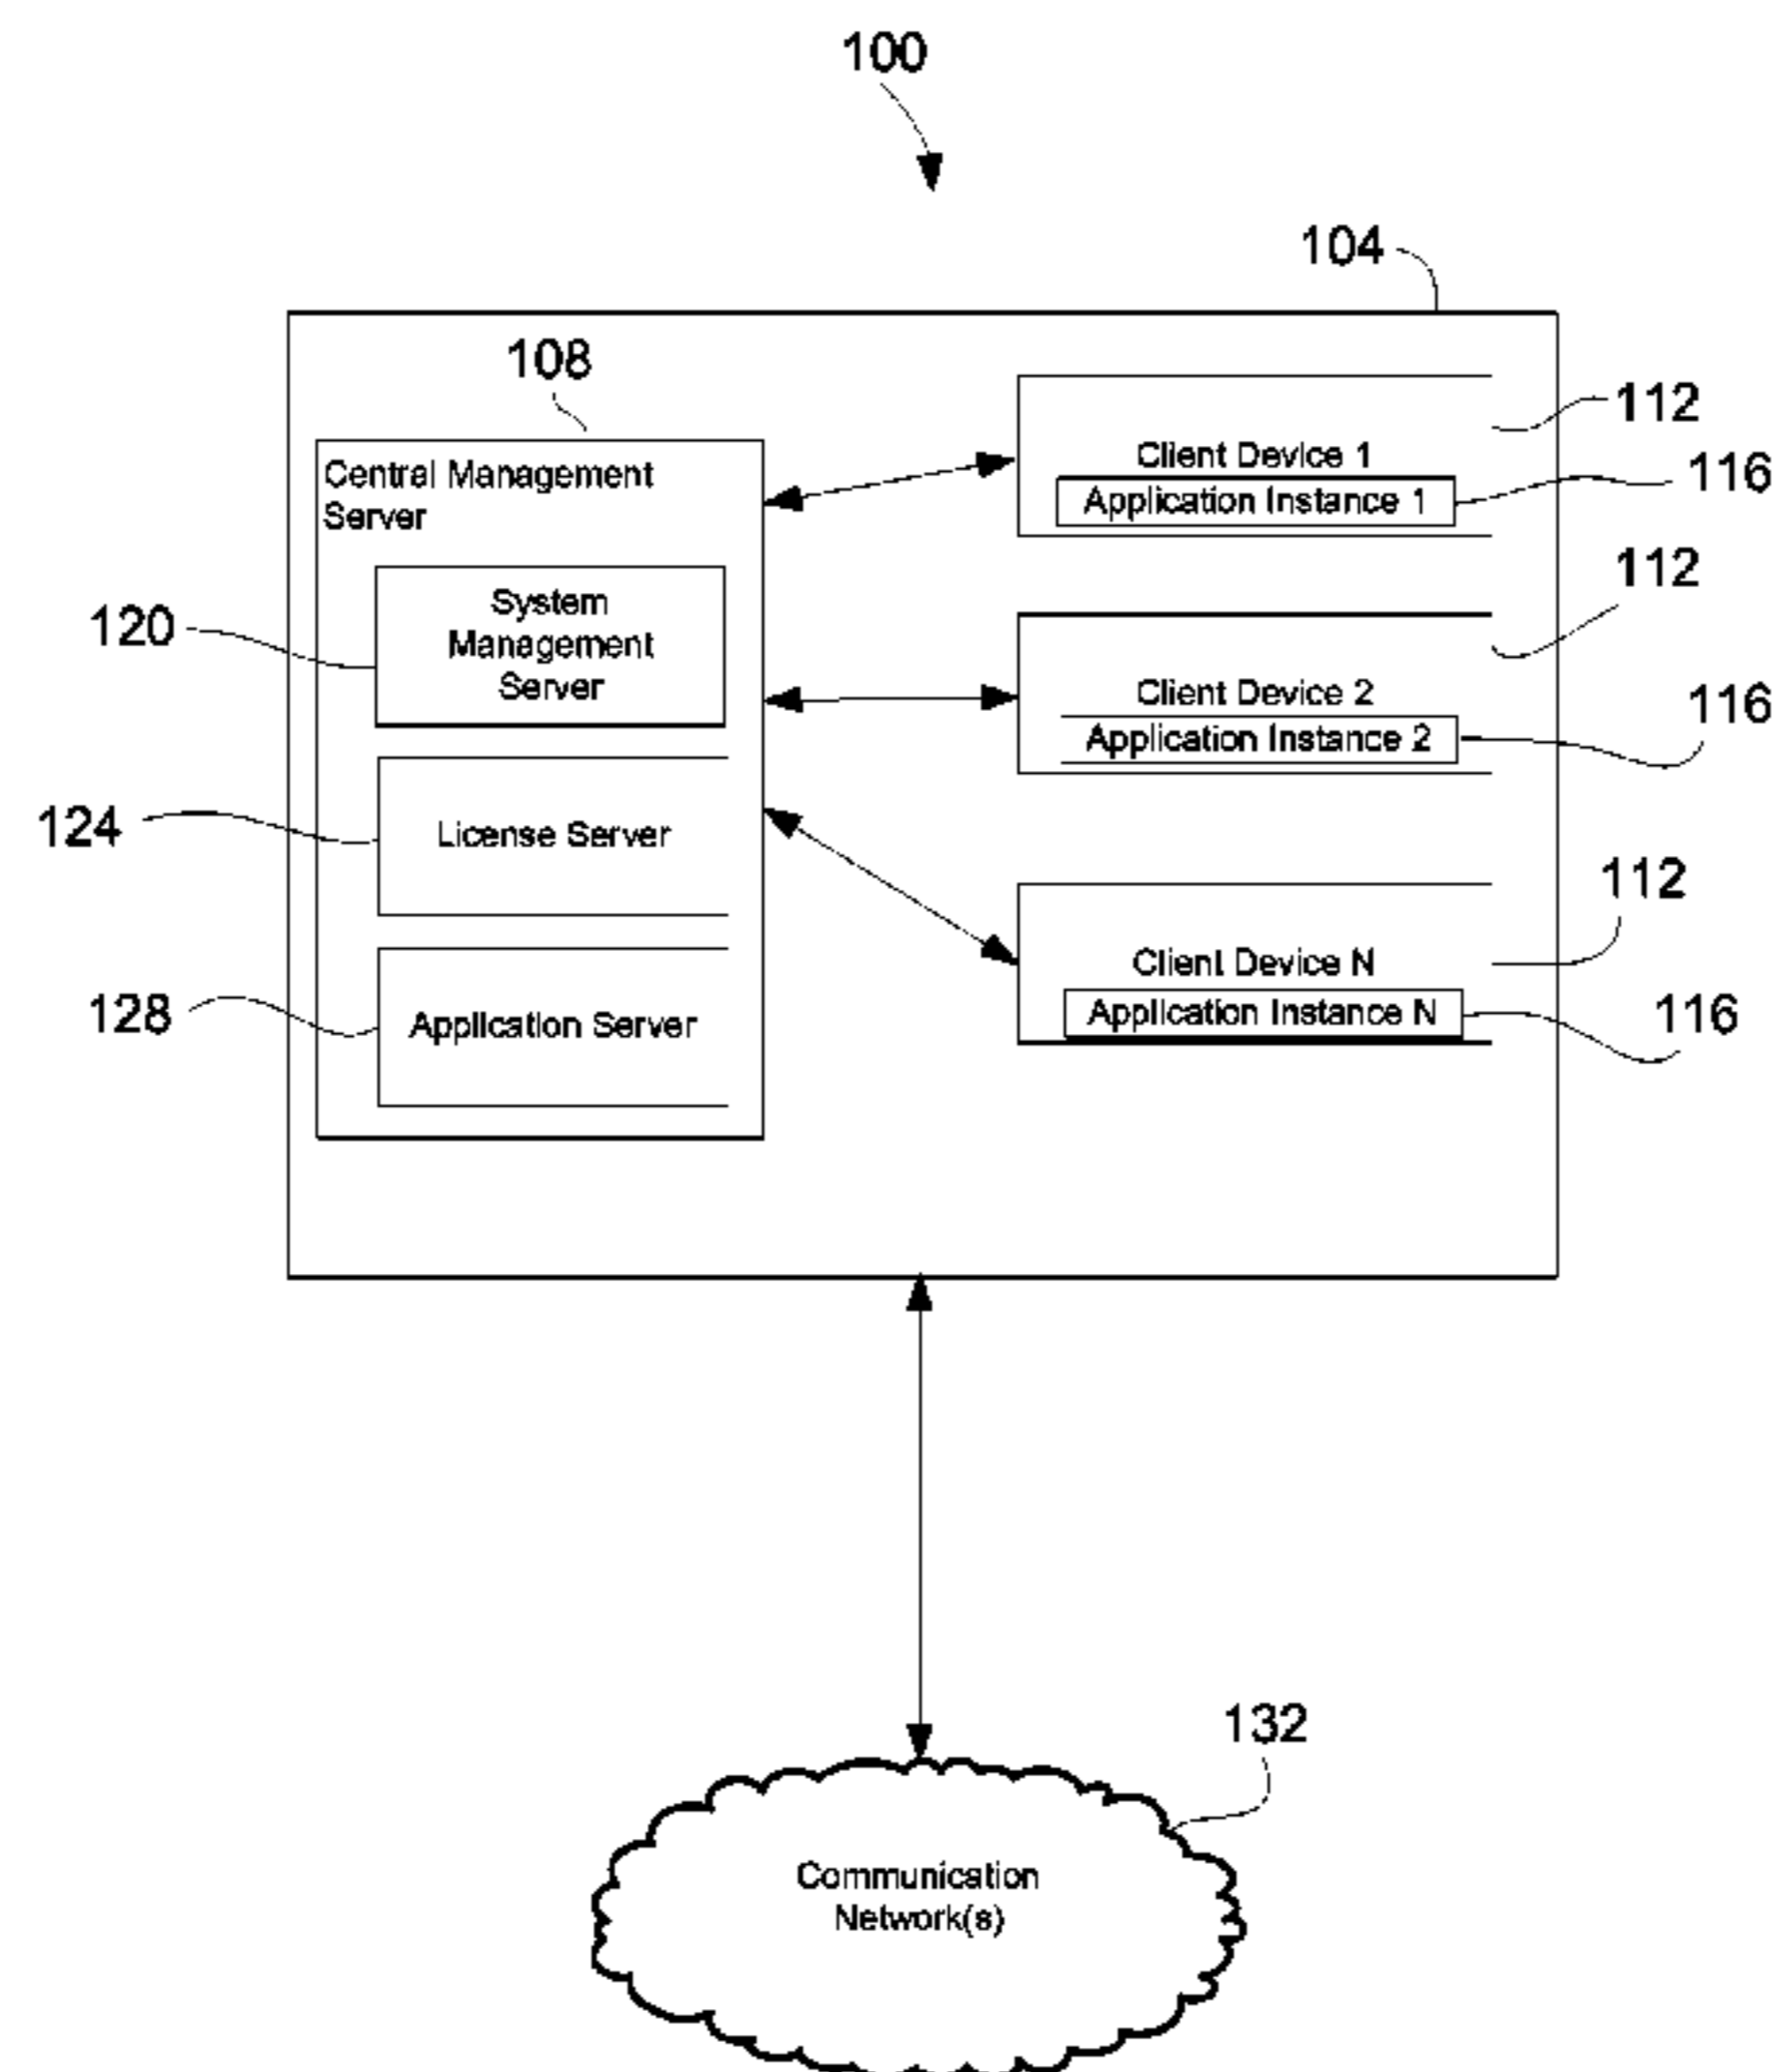 100
104
108
Central Management
Server
120
System
Management
Server
124
License Server
128
Application Server
112
Client Device 1
116
Application Instance 1
112
Client Device 2
116
Application Instance 2
112
Client Device N
116
Application Instance N
132
Communication
Network(s)